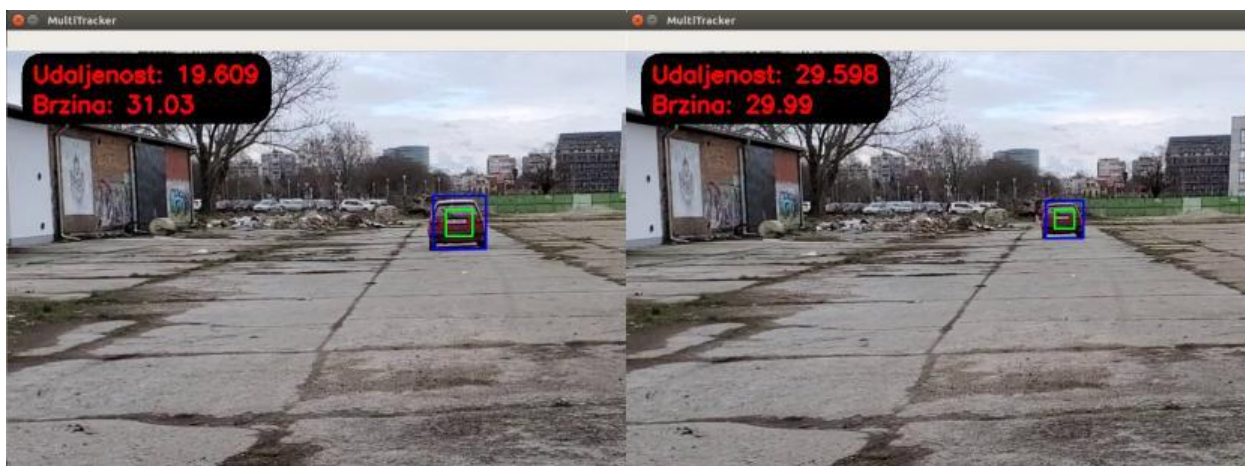 MultiTracker
Udaljenost: 19.609
Brzina: 31.03
MultiTracker
Udaljenost: 29.598
Brzina: 29.99